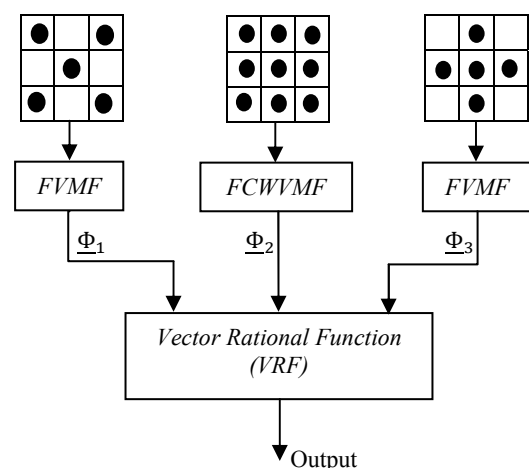 FVMF
FCWVMF
FVMF
Φ1
Φ2
Φ3
Vector Rational Function
(VRF)
Output